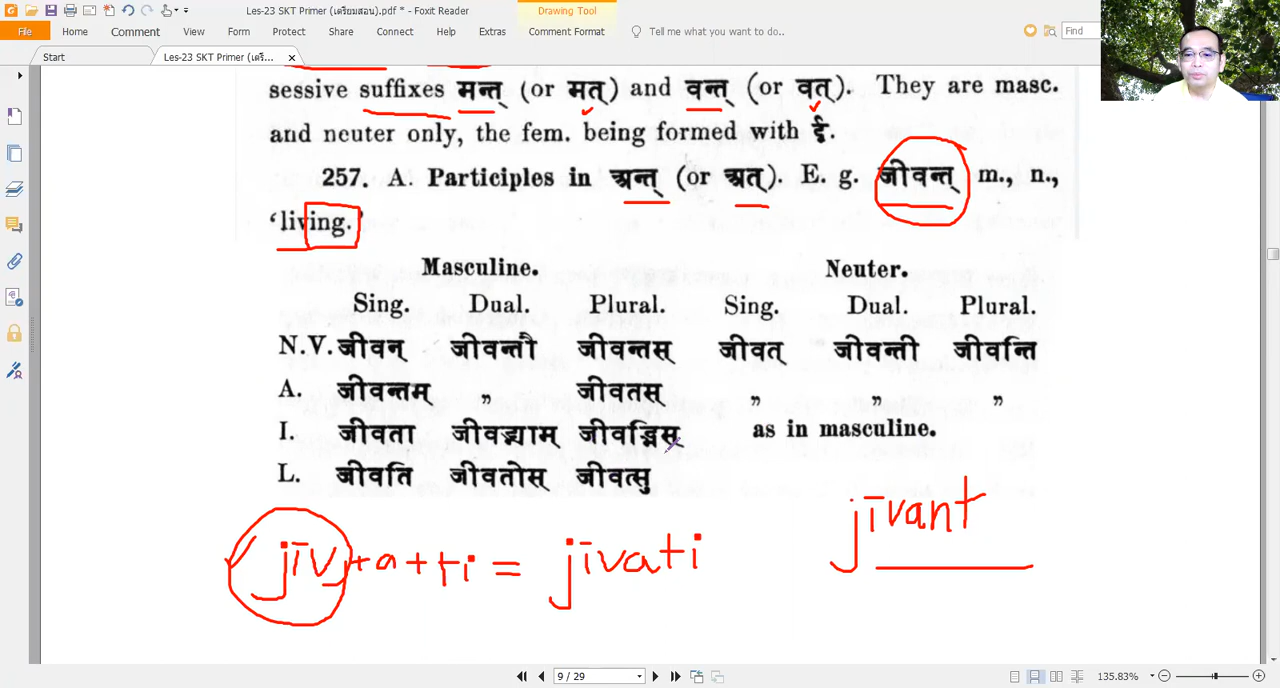 Les-23 SKT Primer (เตรียมสอน).pdf * - Foxit Reader
Drawing Tool
File Home Comment View Form Protect Share Connect Help Extras Comment Format Tell me what you want to do.. Find
Start Les-23 SKT Primer (เตรี...
sessive suffixes मन्त् (or मत्) and वन्त् (or वत्). They are masc.
and neuter only, the fem. being formed with ई.
257. A. Participles in अन्त् (or अत्). E. g. जीवन्त् m., n.,
'living.'
Masculine. Neuter.
Sing. Dual. Plural. Sing. Dual. Plural.
N.V. जीवन् जीवन्तौ जीवन्तस् जीवत् जीवन्ती जीवन्ति
A. जीवन्तम् „ जीवतस् „ „ „
I. जीवता जीवद्भ्याम् जीवद्भिस् as in masculine.
L. जीवति जीवतोस् जीवत्सु
jīvant
jīv + a + ti = jīvati
9 / 29 135.83%